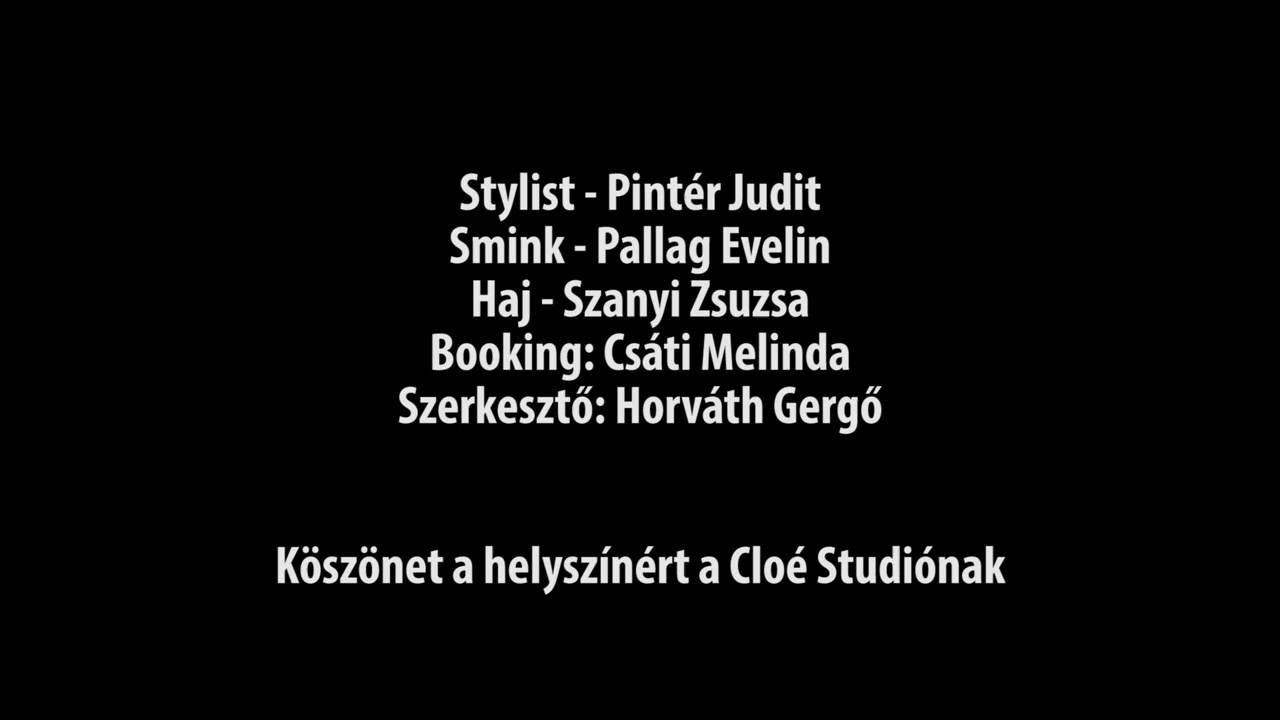 Stylist - Pintér Judit
Smink - Pallag Evelin
Haj - Szanyi Zsuzsa
Booking: Csáti Melinda
Szerkesztő: Horváth Gergő
Köszönet a helyszínért a Cloé Studiónak